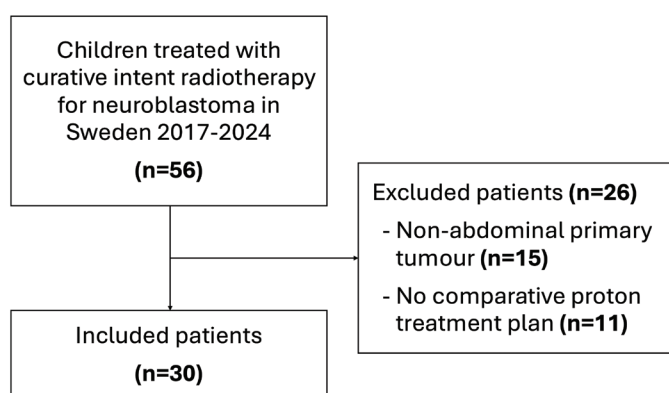 Children treated with
curative intent radiotherapy
for neuroblastoma in
Sweden 2017-2024
(n=56)
Excluded patients (n=26)
- Non-abdominal primary
tumour (n=15)
- No comparative proton
treatment plan (n=11)
Included patients
(n=30)